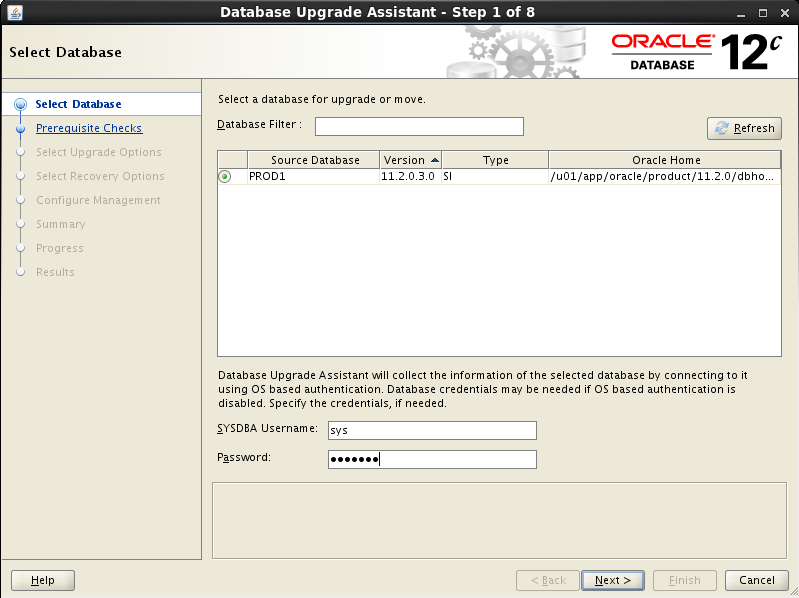 Database Upgrade Assistant - Step 1 of 8
Select Database
ORACLE®
DATABASE
12c
Select Database
Prerequisite Checks
Select Upgrade Options
Select Recovery Options
Configure Management
Summary
Progress
Results
Select a database for upgrade or move.
Database Filter :
Refresh
Source Database Version Type Oracle Home
PROD1 11.2.0.3.0 SI /u01/app/oracle/product/11.2.0/dbho...
Database Upgrade Assistant will collect the information of the selected database by connecting to it
using OS based authentication. Database credentials may be needed if OS based authentication is
disabled. Specify the credentials, if needed.
SYSDBA Username: sys
Password: •••••••
Help < Back Next > Finish Cancel